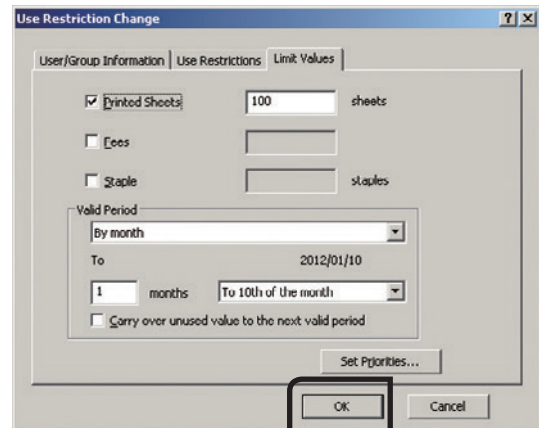 Use Restriction Change
User/Group Information Use Restrictions Limit Values
Printed Sheets 100 sheets
Fees
Staple staples
Valid Period
By month
To 2012/01/10
1 months To 10th of the month
Carry over unused value to the next valid period
Set Priorities...
OK Cancel